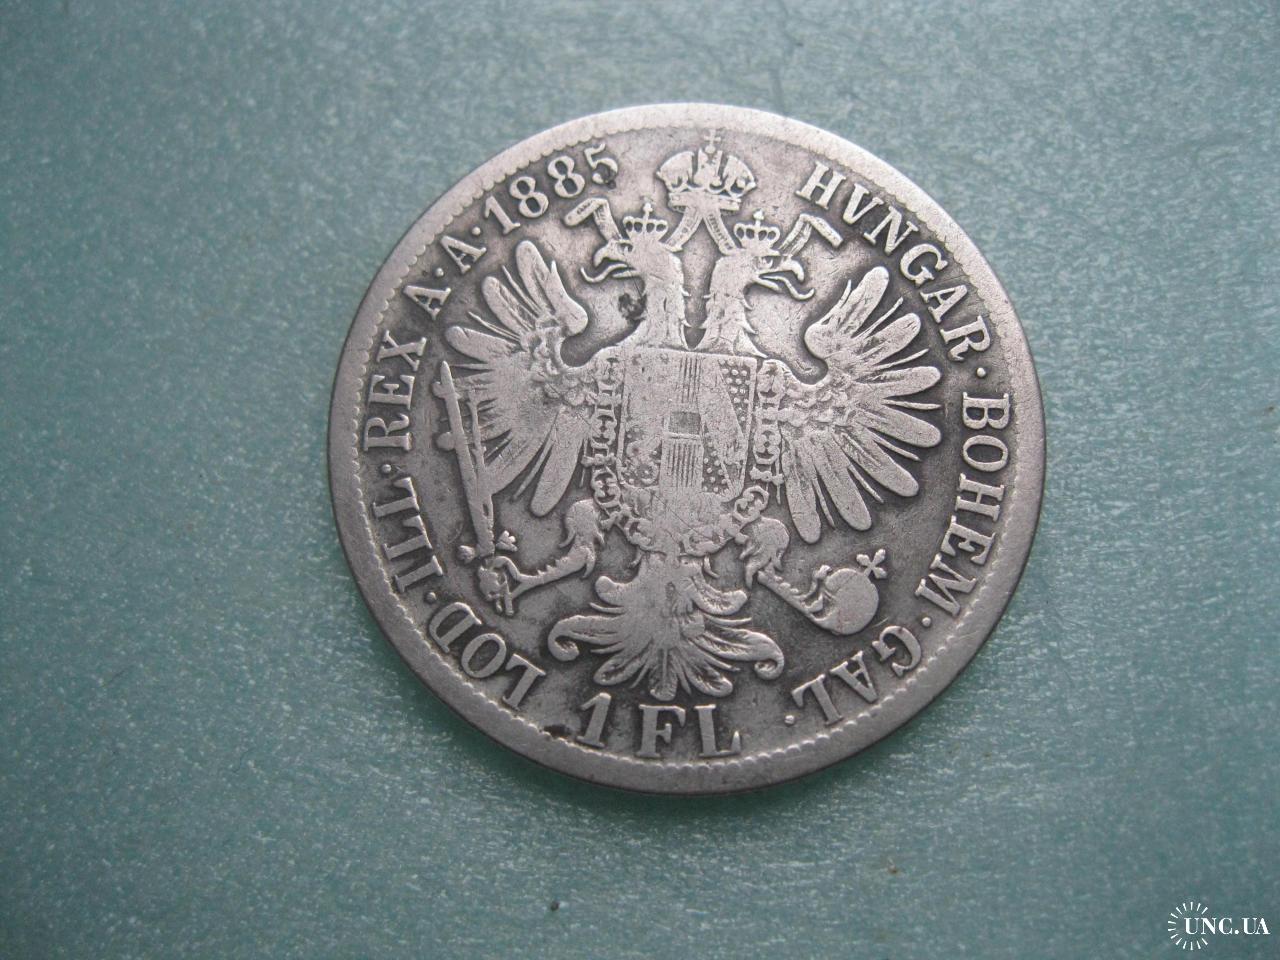 HVNGAR · BOHEM · GAL ·
LOD · ILL · REX A · A · 1885
1 FL
UNC.UA